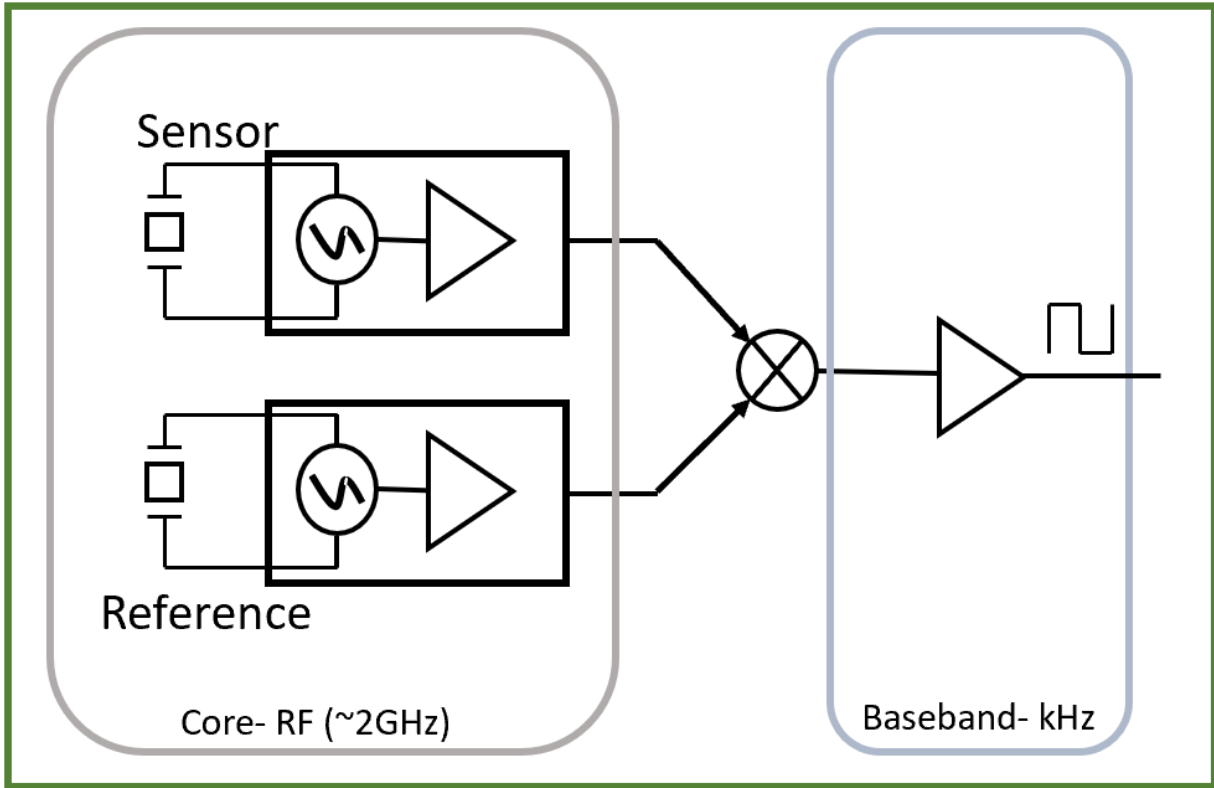 Sensor
Reference
Core- RF (~2GHz)
Baseband- kHz